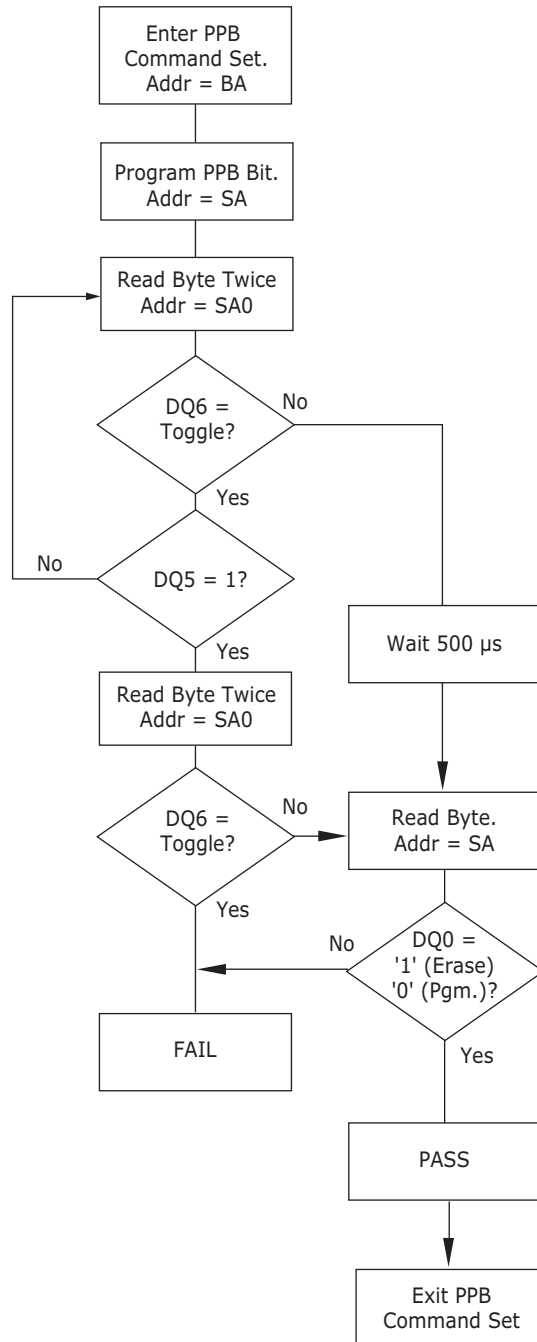 Enter PPB
Command Set.
Addr = BA
Program PPB Bit.
Addr = SA
Read Byte Twice
Addr = SA0
DQ6 =
Toggle?
No
Yes
DQ5 = 1?
No
Yes
Wait 500 µs
Read Byte Twice
Addr = SA0
DQ6 =
Toggle?
No
Yes
Read Byte.
Addr = SA
DQ0 =
'1' (Erase)
'0' (Pgm.)?
No
Yes
FAIL
PASS
Exit PPB
Command Set